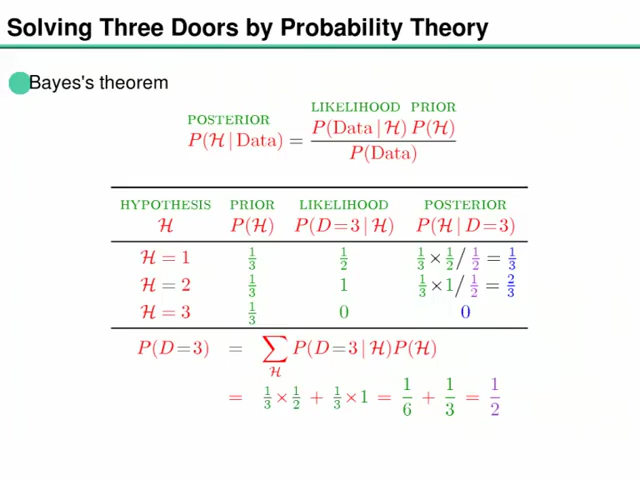 Solving Three Doors by Probability Theory
Bayes's theorem
LIKELIHOOD PRIOR
POSTERIOR
P(H | Data) = P(Data | H) P(H) / P(Data)
HYPOTHESIS PRIOR LIKELIHOOD POSTERIOR
H P(H) P(D=3 | H) P(H | D=3)
H = 1 1/3 1/2 1/3 × 1/2 / 1/2 = 1/3
H = 2 1/3 1 1/3 × 1 / 1/2 = 2/3
H = 3 1/3 0 0
P(D=3) = ∑_H P(D=3 | H)P(H)
= 1/3 × 1/2 + 1/3 × 1 = 1/6 + 1/3 = 1/2